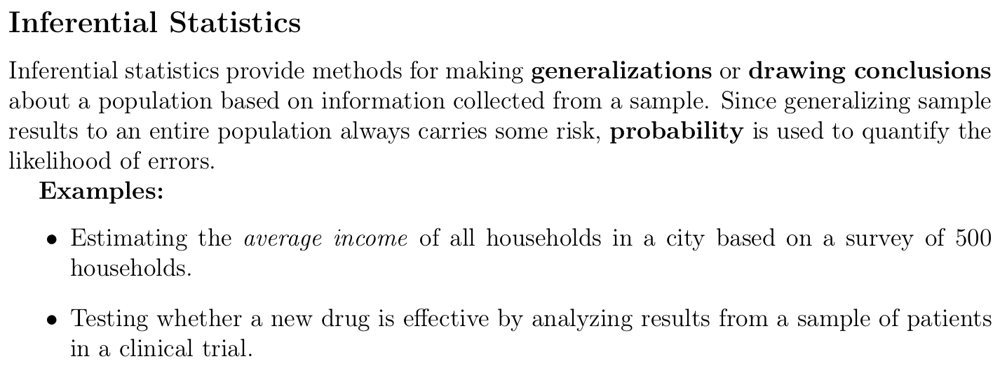 Inferential Statistics
Inferential statistics provide methods for making generalizations or drawing conclusions
about a population based on information collected from a sample. Since generalizing sample
results to an entire population always carries some risk, probability is used to quantify the
likelihood of errors.
Examples:
• Estimating the average income of all households in a city based on a survey of 500
households.
• Testing whether a new drug is effective by analyzing results from a sample of patients
in a clinical trial.